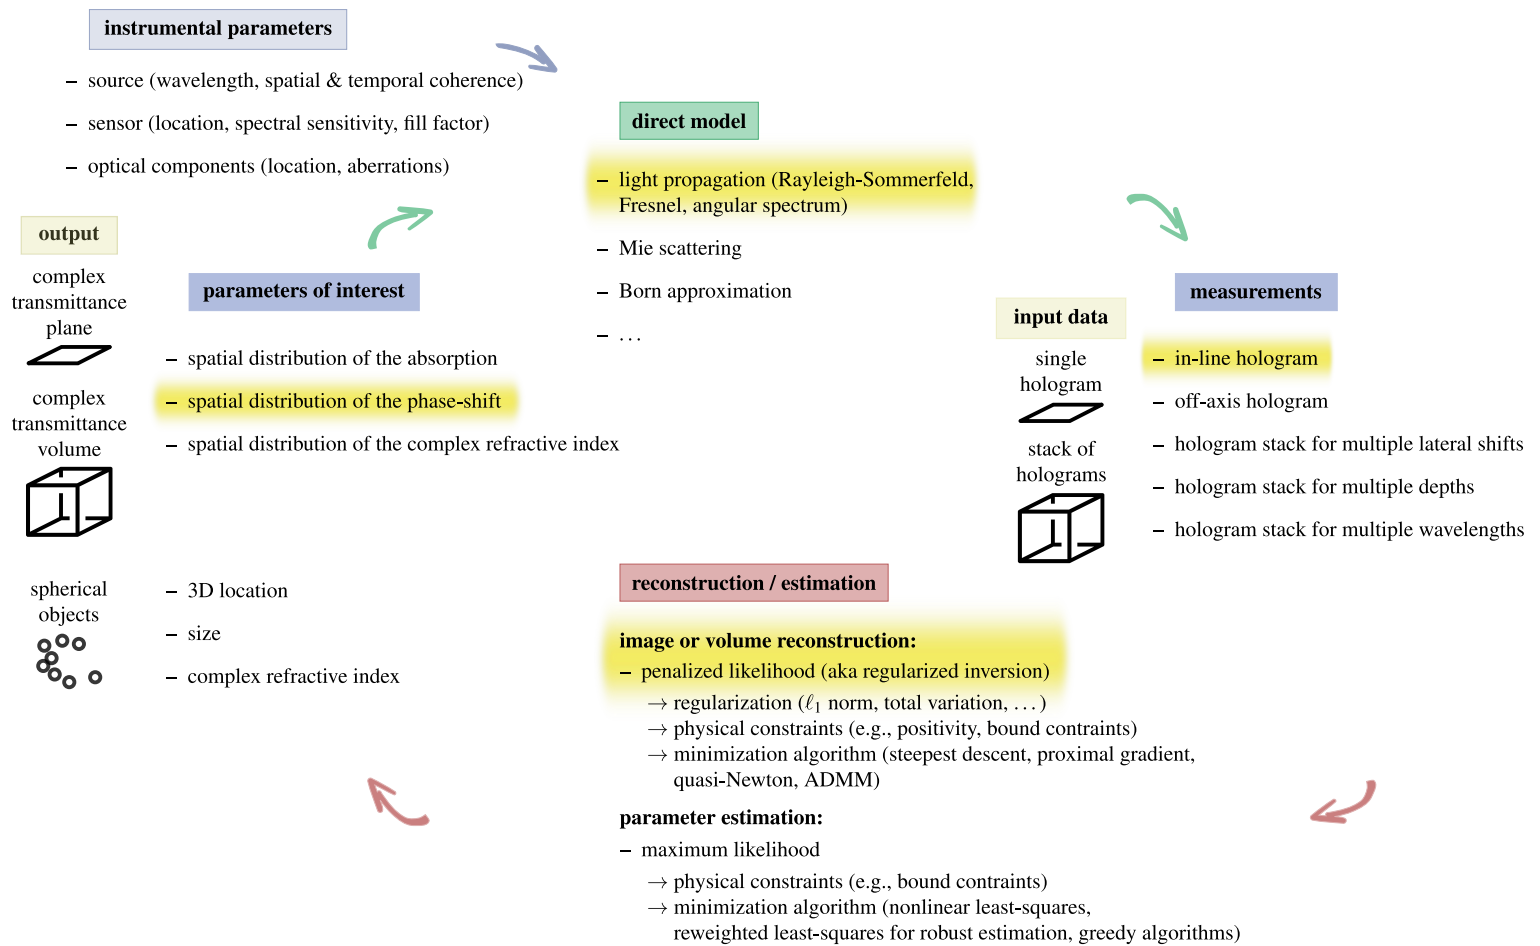 instrumental parameters
– source (wavelength, spatial & temporal coherence)
– sensor (location, spectral sensitivity, fill factor)
– optical components (location, aberrations)
direct model
– light propagation (Rayleigh-Sommerfeld,
Fresnel, angular spectrum)
– Mie scattering
– Born approximation
– ...
output
complex
transmittance
plane
complex
transmittance
volume
spherical
objects
parameters of interest
– spatial distribution of the absorption
– spatial distribution of the phase-shift
– spatial distribution of the complex refractive index
– 3D location
– size
– complex refractive index
input data
single
hologram
stack of
holograms
measurements
– in-line hologram
– off-axis hologram
– hologram stack for multiple lateral shifts
– hologram stack for multiple depths
– hologram stack for multiple wavelengths
reconstruction / estimation
image or volume reconstruction:
– penalized likelihood (aka regularized inversion)
→ regularization (ℓ₁ norm, total variation, ...)
→ physical constraints (e.g., positivity, bound contraints)
→ minimization algorithm (steepest descent, proximal gradient,
quasi-Newton, ADMM)
parameter estimation:
– maximum likelihood
→ physical constraints (e.g., bound contraints)
→ minimization algorithm (nonlinear least-squares,
reweighted least-squares for robust estimation, greedy algorithms)